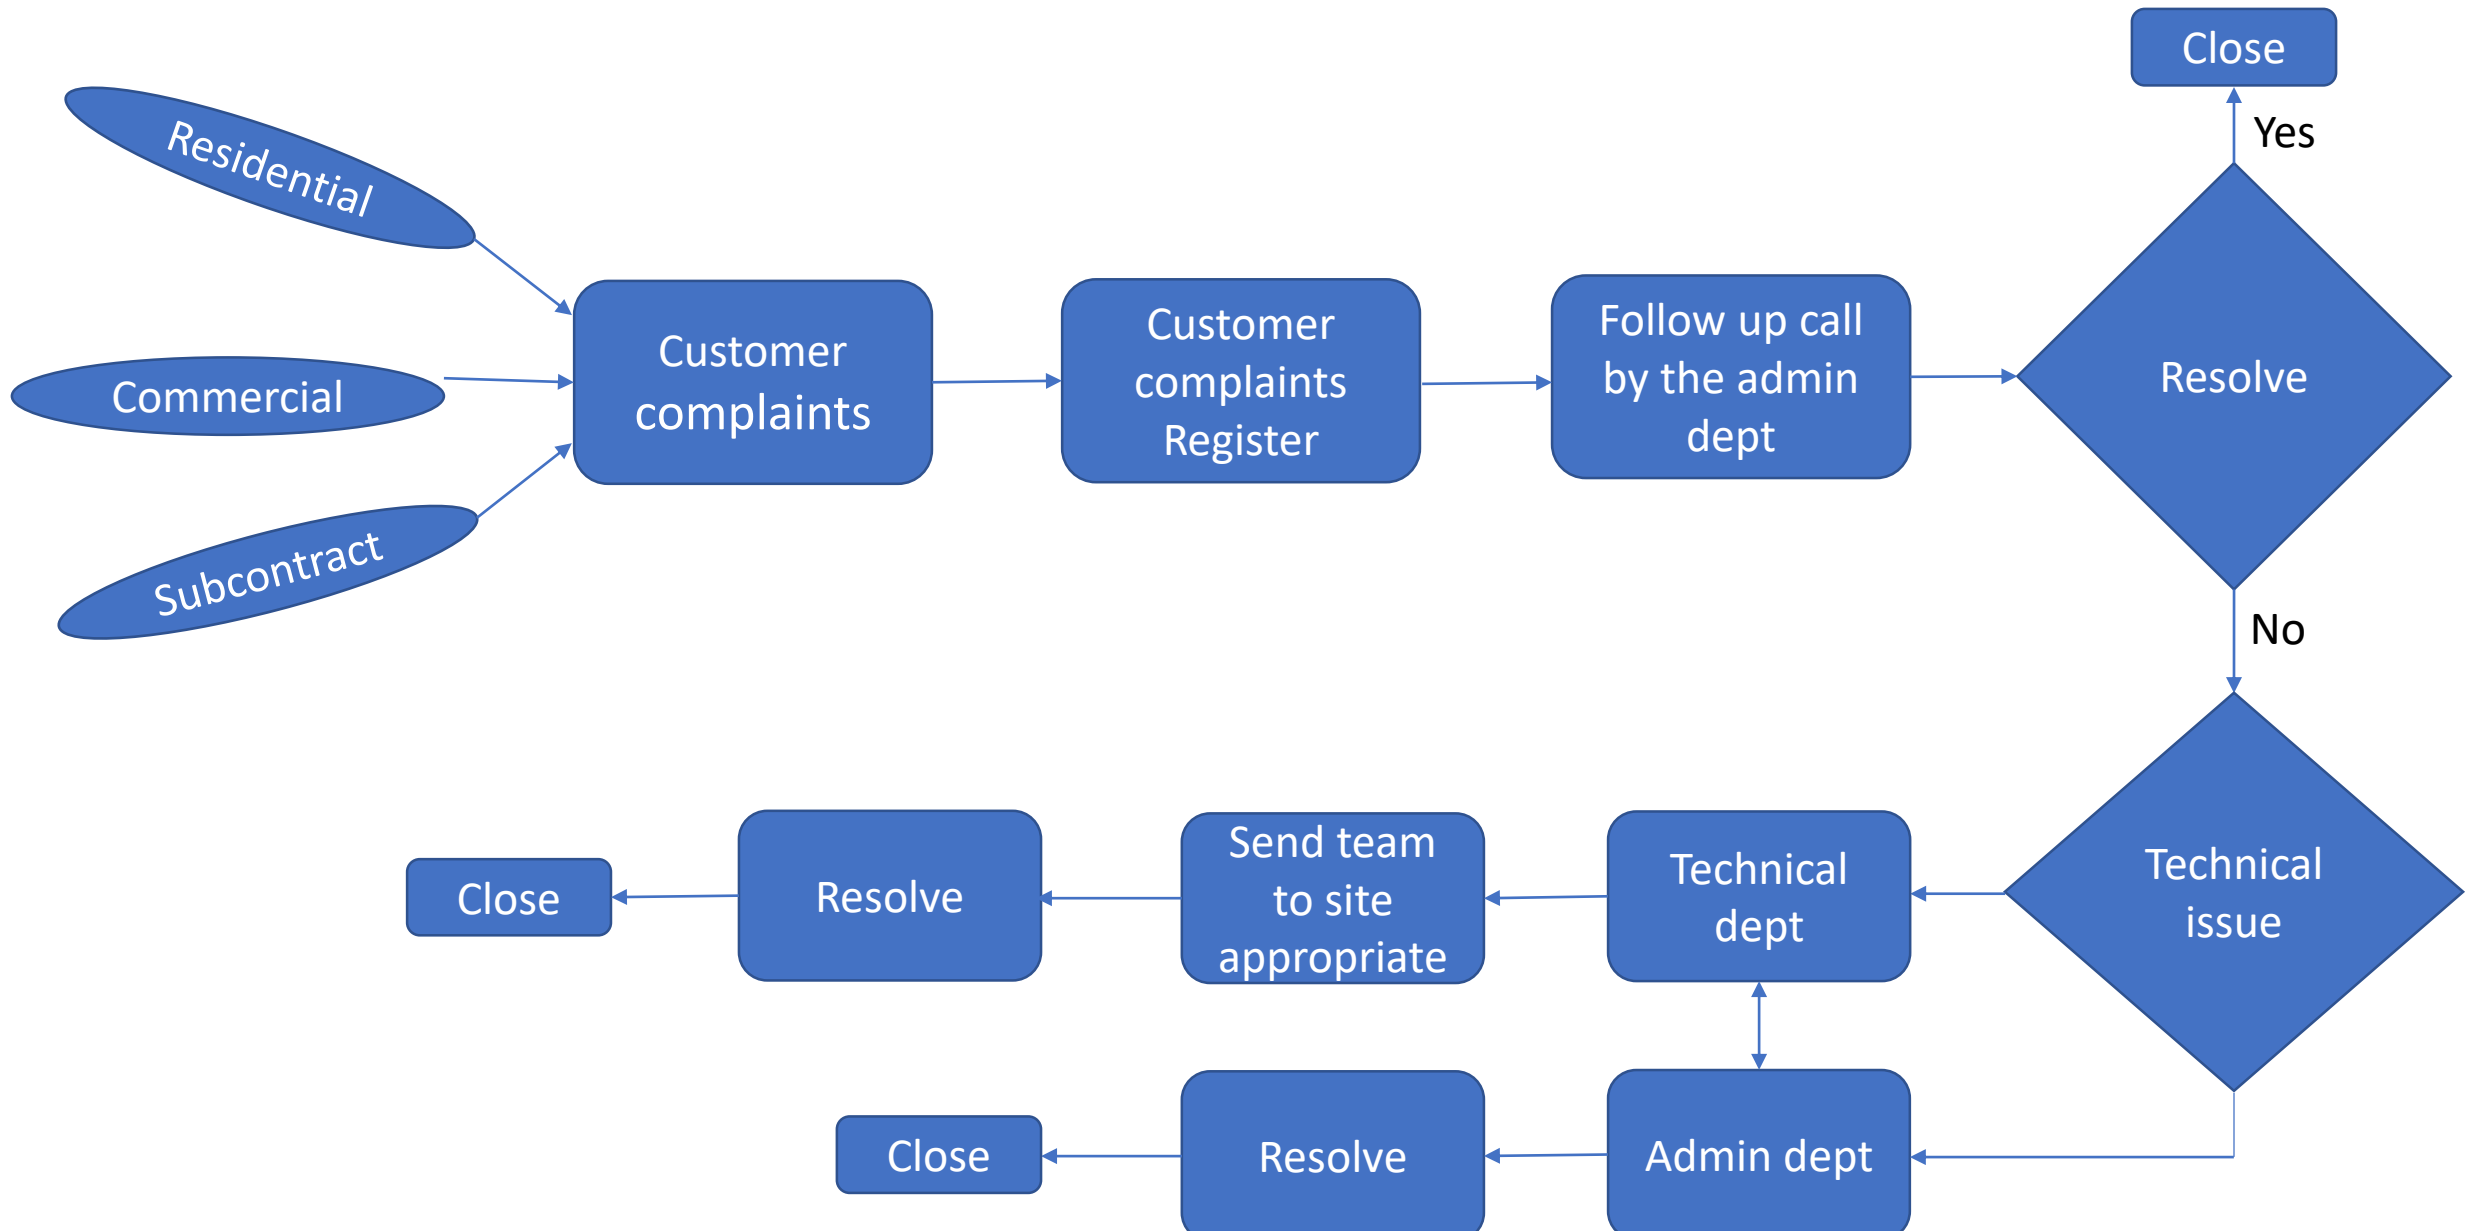 Close
Yes
Residential
Commercial
Subcontract
Customer
complaints
Customer
complaints
Register
Follow up call
by the admin
dept
Resolve
No
Technical
issue
Technical
dept
Send team
to site
appropriate
Resolve
Close
Admin dept
Resolve
Close